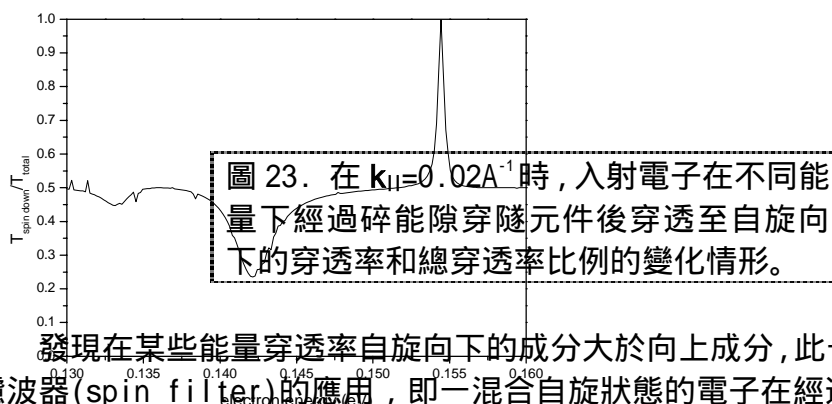 1.0
0.9
0.8
0.7
0.6
0.5
0.4
0.3
0.2
0.1
T spin down/T total
圖 23. 在 k||=0.02A-1時,入射電子在不同能
量下經過碎能隙穿隧元件後穿透至自旋向
下的穿透率和總穿透率比例的變化情形。
發現在某些能量穿透率自旋向下的成分大於向上成分,此
0.130 0.135 0.140 0.145 0.150 0.155 0.160
electron energy(eV)
濾波器(spin filter)的應用,即一混合自旋狀態的電子在經